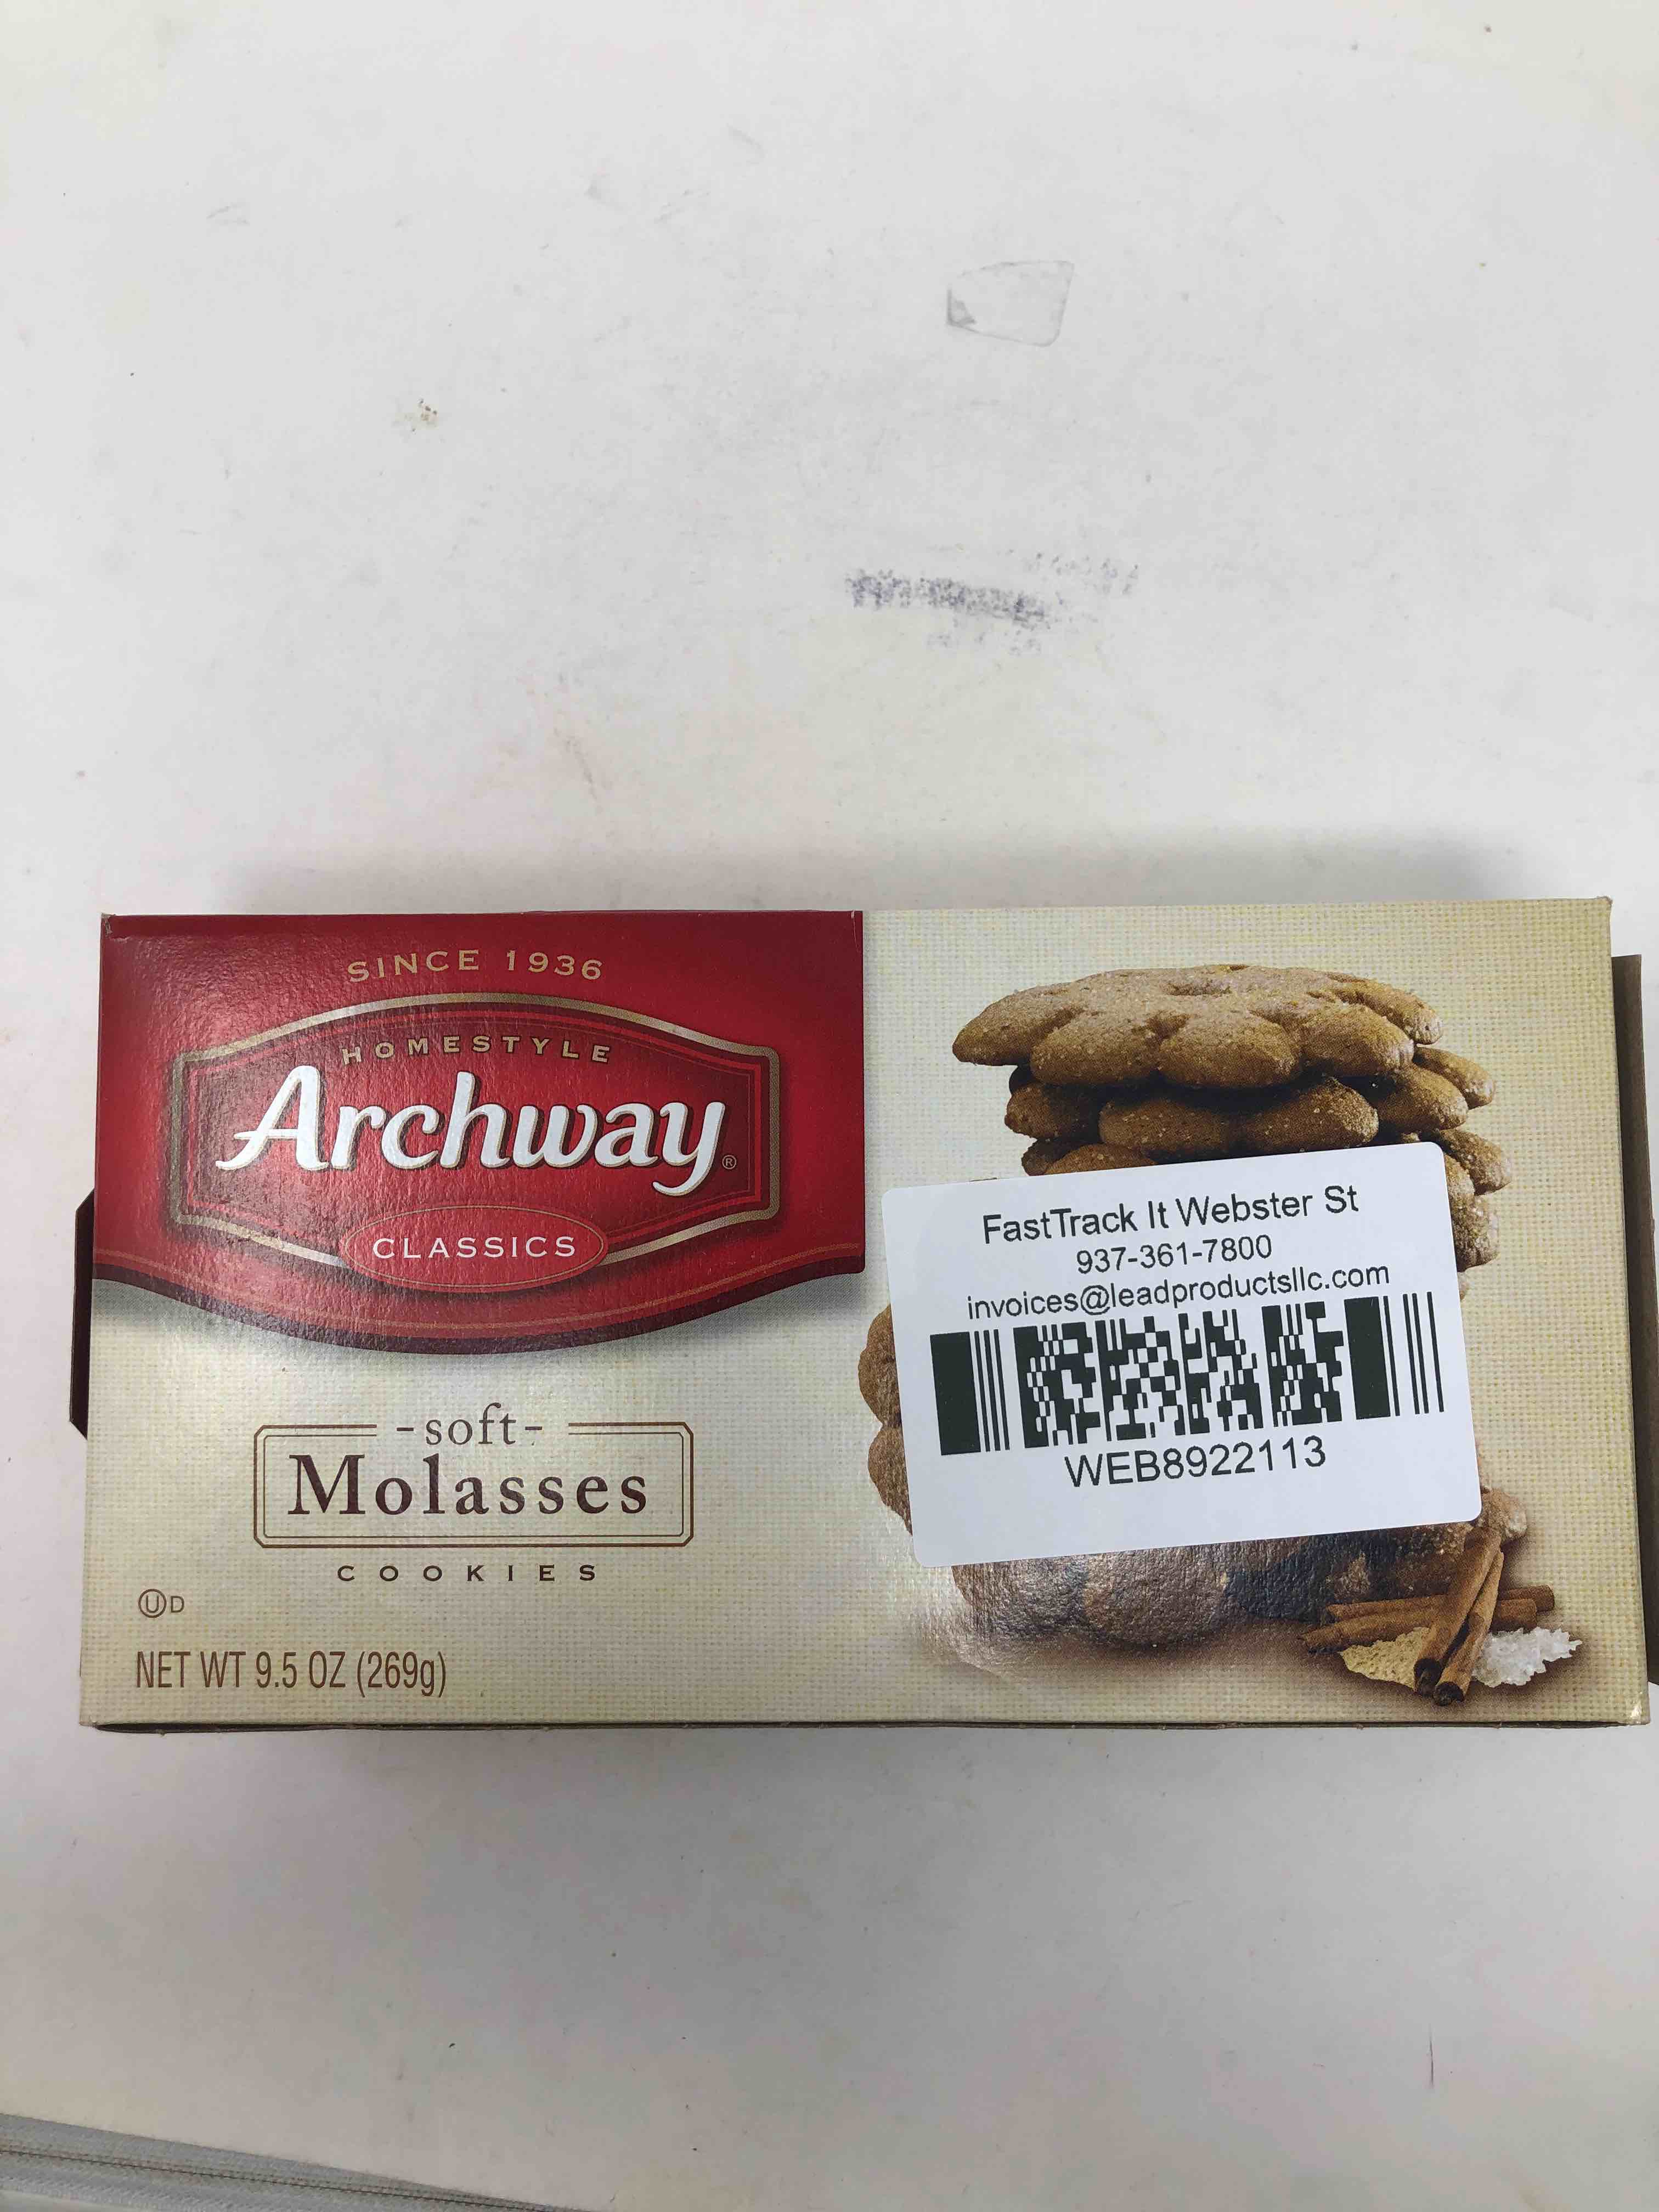 SINCE 1936
HOMESTYLE
Archway®
CLASSICS
-soft-
Molasses
COOKIES
ⓊD
NET WT 9.5 OZ (269g)
FastTrack It Webster St
937-361-7800
invoices@leadproductsllc.com
WEB8922113